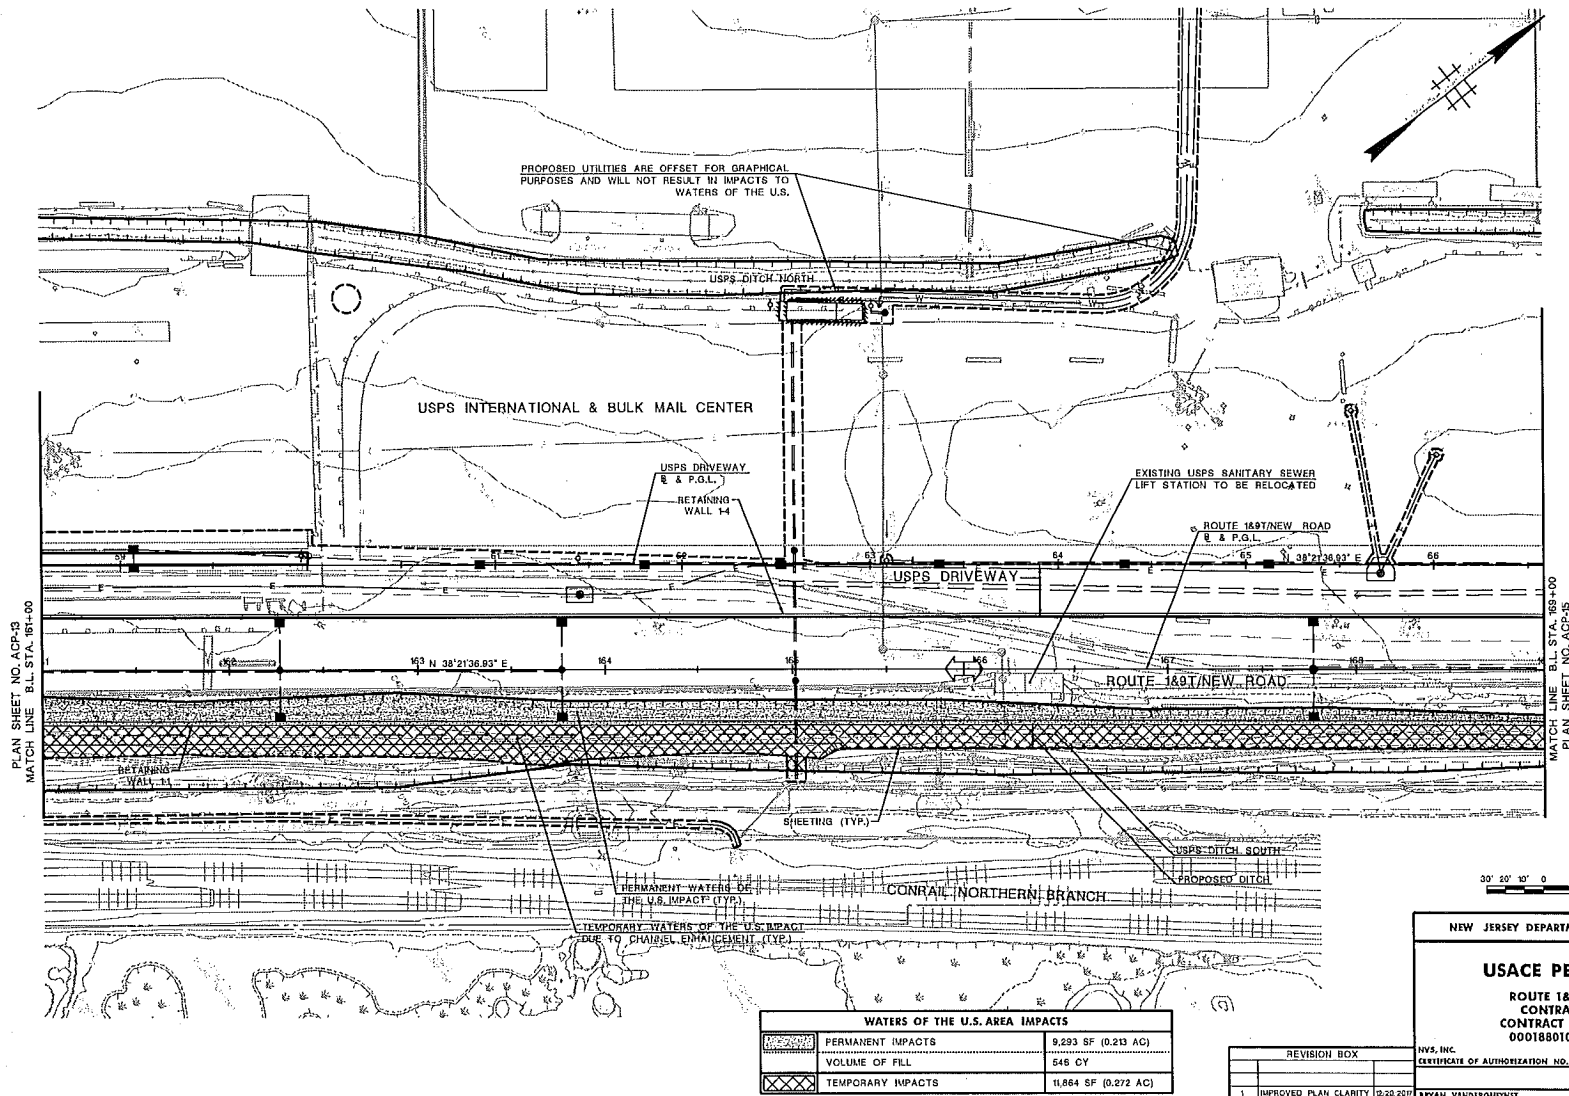 PROPOSED UTILITIES ARE OFFSET FOR GRAPHICAL
PURPOSES AND WILL NOT RESULT IN IMPACTS TO
WATERS OF THE U.S.
USPS DITCH NORTH
W
W
W
USPS INTERNATIONAL & BULK MAIL CENTER
USPS DRIVEWAY
B & P.G.L.
RETAINING
WALL 1-4
EXISTING USPS SANITARY SEWER
LIFT STATION TO BE RELOCATED
ROUTE 1&9T/NEW ROAD
B & P.G.L.
59
61
62
63
64
65
N 38°21'36.93" E
66
USPS DRIVEWAY
E
E
E
E
PLAN SHEET NO. ACP-13
MATCH LINE B.L. STA. 161+00
162
163
N 38°21'36.93" E
164
165
166
167
168
ROUTE 1&9T/NEW ROAD
MATCH LINE B.L. STA. 169+00
PLAN SHEET NO. ACP-15
RETAINING
WALL 1-1
SHEETING (TYP.)
USPS DITCH SOUTH
PROPOSED DITCH
PERMANENT WATERS OF
THE U.S. IMPACT (TYP.)
CONRAIL NORTHERN BRANCH
TEMPORARY WATERS OF THE U.S. IMPACT
DUE TO CHANNEL ENHANCEMENT (TYP.)
30' 20' 10' 0
NEW JERSEY DEPARTM
USACE PE
ROUTE 1&
CONTRA
CONTRACT
00018801
NV5, INC.
CERTIFICATE OF AUTHORIZATION NO.
WATERS OF THE U.S. AREA IMPACTS
PERMANENT IMPACTS 9,293 SF (0.213 AC)
VOLUME OF FILL 546 CY
TEMPORARY IMPACTS 11,864 SF (0.272 AC)
REVISION BOX
1 IMPROVED PLAN CLARITY 12/20/2017